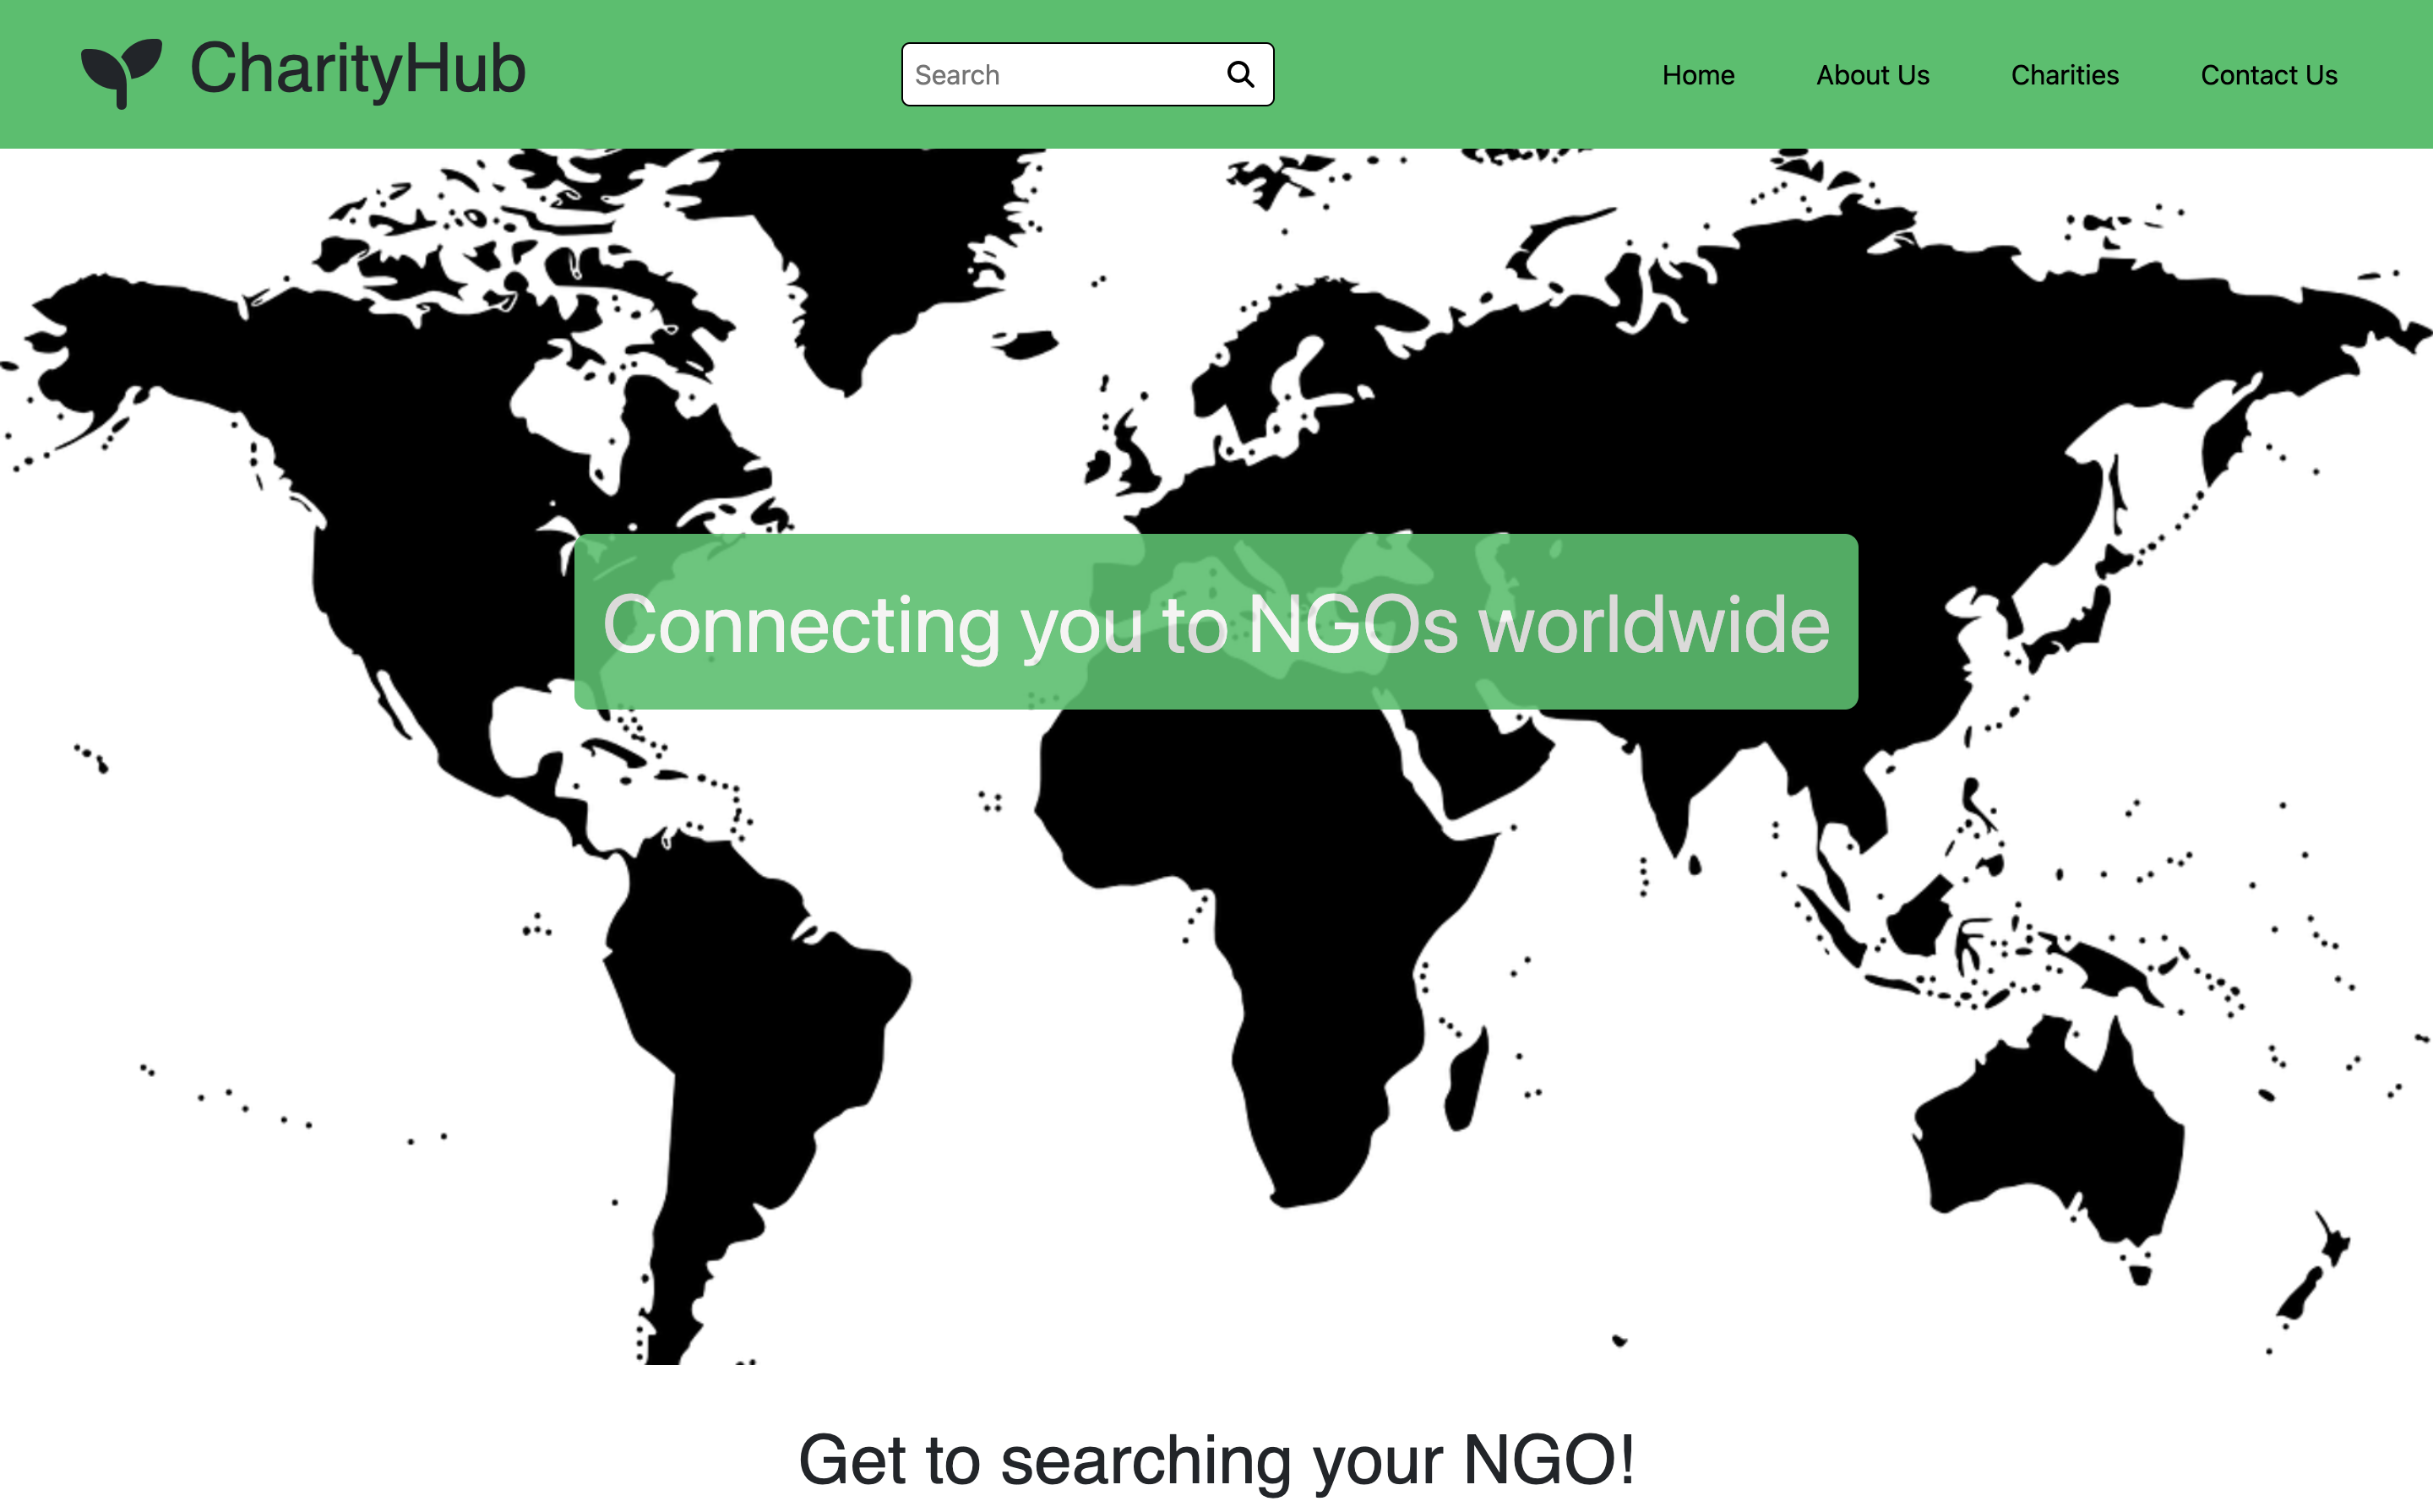 CharityHub
Search
Home
About Us
Charities
Contact Us
Connecting you to NGOs worldwide
Get to searching your NGO!